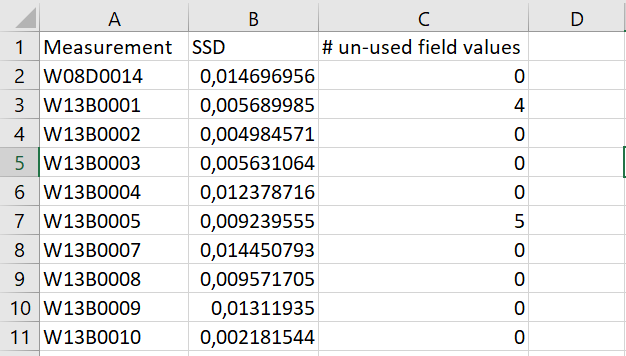 A B C D
1 Measurement SSD # un-used field values
2 W08D0014 0,014696956 0
3 W13B0001 0,005689985 4
4 W13B0002 0,004984571 0
5 W13B0003 0,005631064 0
6 W13B0004 0,012378716 0
7 W13B0005 0,009239555 5
8 W13B0007 0,014450793 0
9 W13B0008 0,009571705 0
10 W13B0009 0,01311935 0
11 W13B0010 0,002181544 0